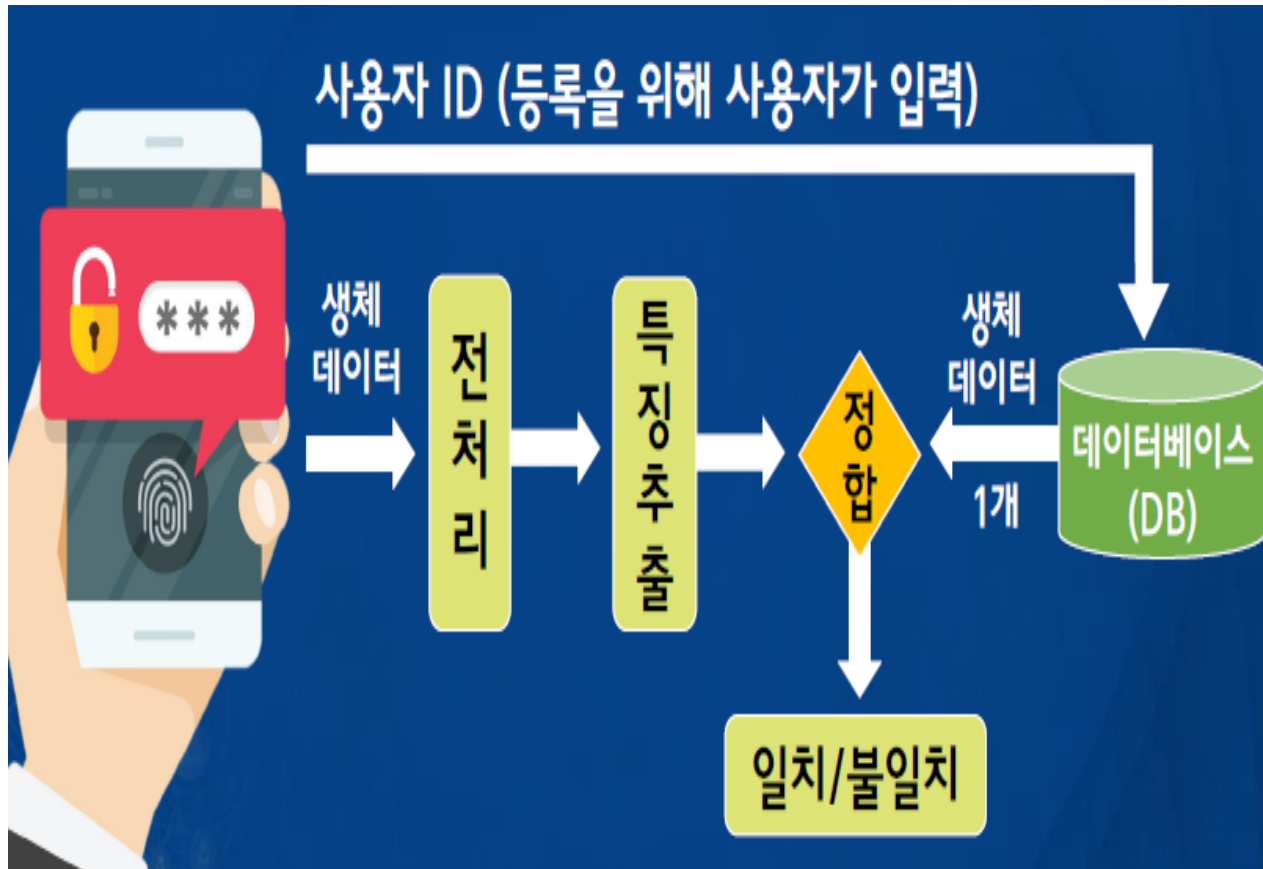 사용자 ID (등록을 위해 사용자가 입력)
***
생체
데이터
전처리
특징추출
정합
생체
데이터
1개
데이터베이스
(DB)
일치/불일치